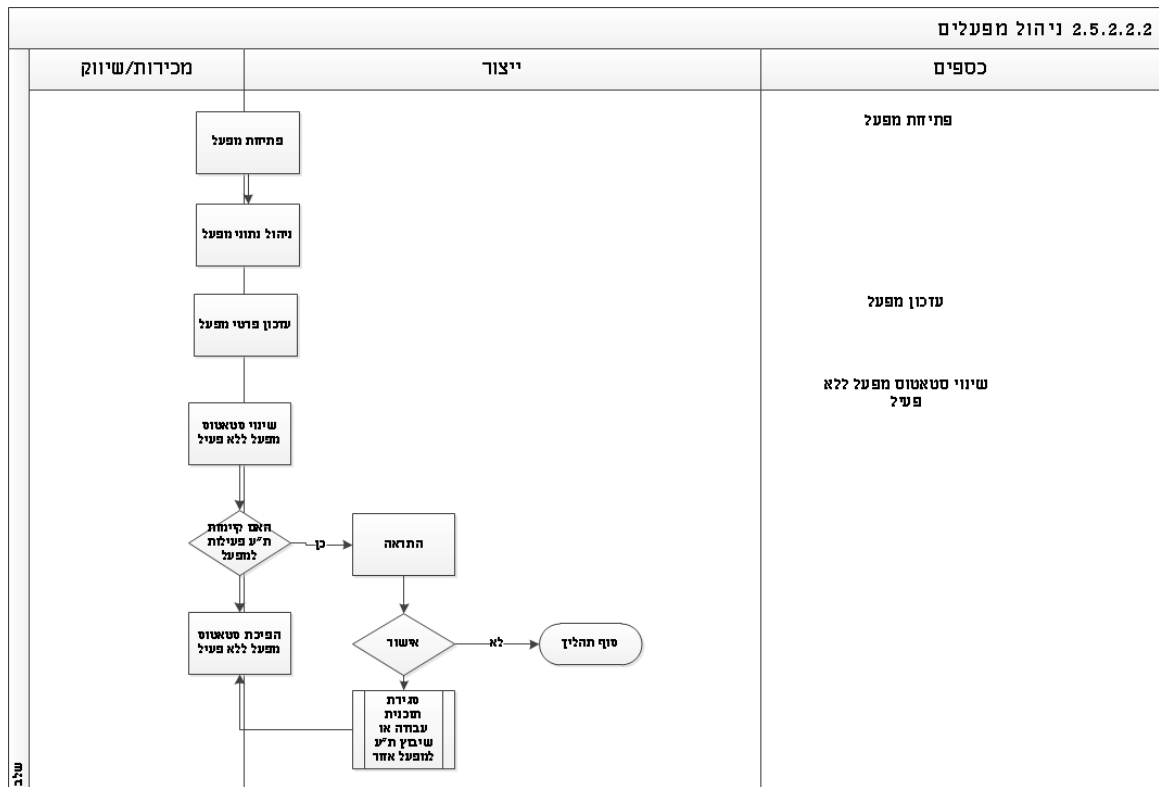 2.5.2.2.2 ניהול מפעלים
כספים
ייצור
מכירות/שיווק
פתיחת מפעל
פתיחת מפעל
ניהול נתוני מפעל
עדכון מפעל
עדכון פרטי מפעל
שינוי סטאטוס מפעל ללא
פעיל
שינוי סטאטוס
מפעל ללא פעיל
האם קיימות
ת"ע פעילות
למפעל
כן
התראה
הפיכת סטאטוס
מפעל ללא פעיל
אישור
לא
סוף תהליך
סגירת
תוכנית
עבודה או
שיבוץ ת"ע
למפעל אחר
שלב